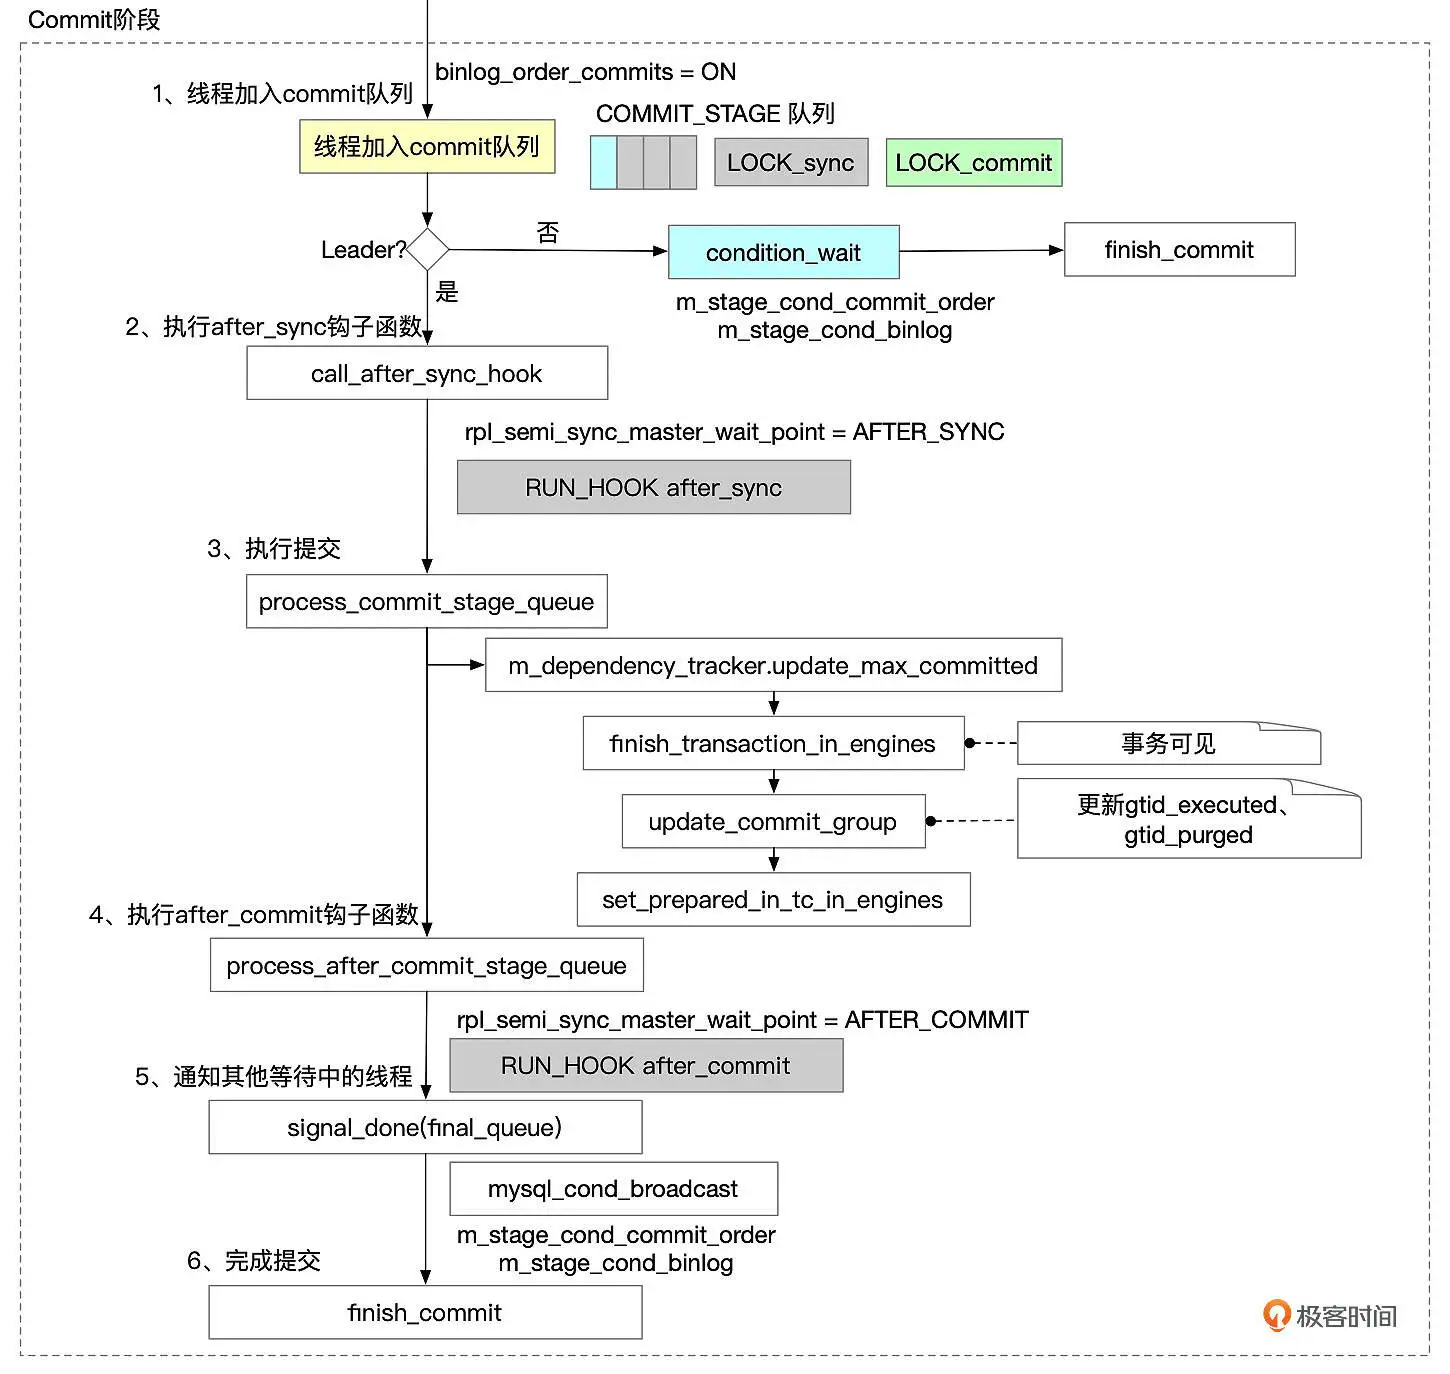 Commit阶段
binlog_order_commits = ON
1、线程加入commit队列
COMMIT_STAGE 队列
线程加入commit队列
LOCK_sync
LOCK_commit
Leader?
否
condition_wait
finish_commit
是
m_stage_cond_commit_order
m_stage_cond_binlog
2、执行after_sync钩子函数
call_after_sync_hook
rpl_semi_sync_master_wait_point = AFTER_SYNC
RUN_HOOK after_sync
3、执行提交
process_commit_stage_queue
m_dependency_tracker.update_max_committed
finish_transaction_in_engines
事务可见
update_commit_group
更新gtid_executed、
gtid_purged
set_prepared_in_tc_in_engines
4、执行after_commit钩子函数
process_after_commit_stage_queue
rpl_semi_sync_master_wait_point = AFTER_COMMIT
RUN_HOOK after_commit
5、通知其他等待中的线程
signal_done(final_queue)
mysql_cond_broadcast
m_stage_cond_commit_order
m_stage_cond_binlog
6、完成提交
finish_commit
极客时间